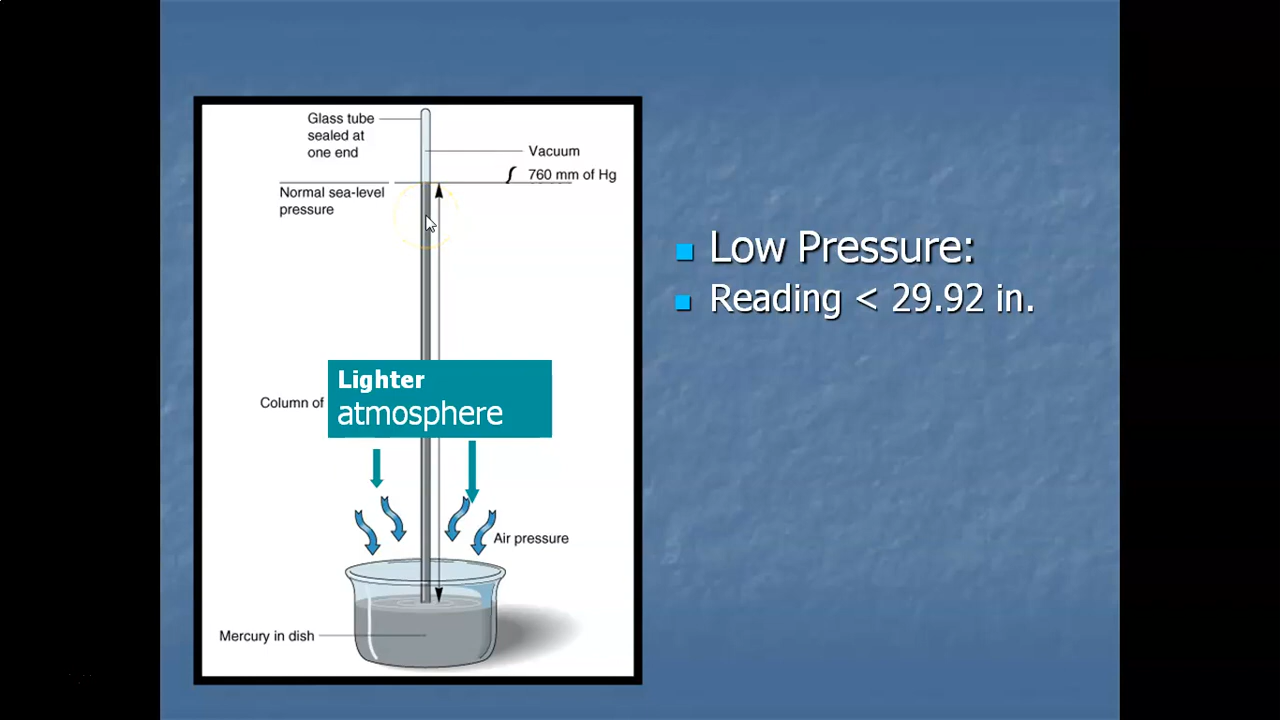 Glass tube
sealed at
one end
Vacuum
760 mm of Hg
Normal sea-level
pressure
Low Pressure:
Reading < 29.92 in.
Lighter
atmosphere
Column of
Air pressure
Mercury in dish